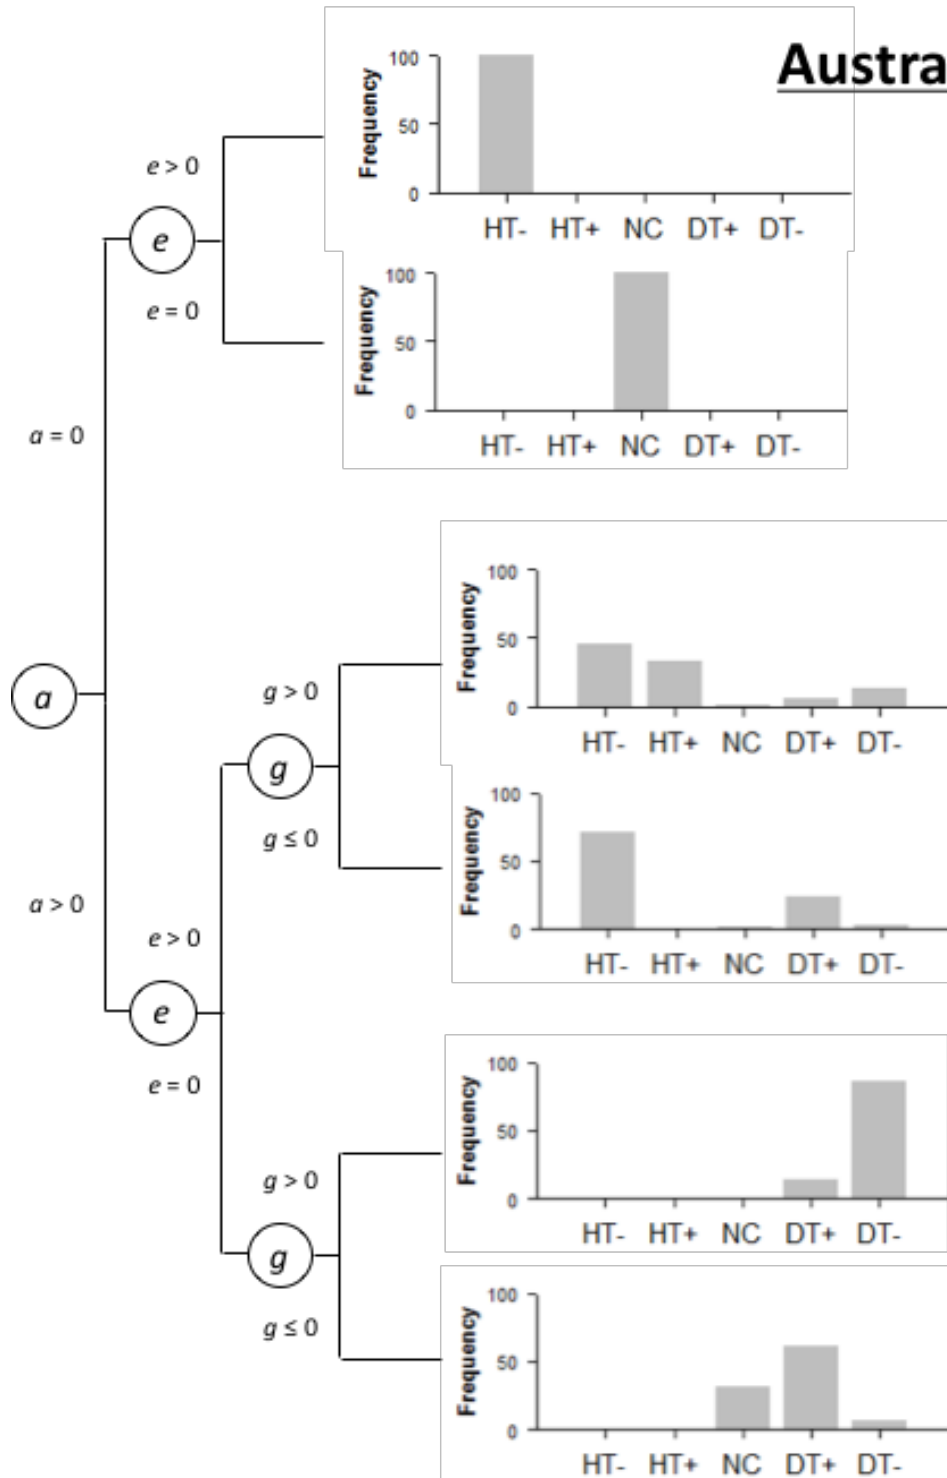 Austra
100
50
0
Frequency
HT- HT+ NC DT+ DT-
e > 0
e
e = 0
100
50
0
Frequency
HT- HT+ NC DT+ DT-
a = 0
100
50
0
Frequency
HT- HT+ NC DT+ DT-
a
g > 0
g
g ≤ 0
100
50
0
Frequency
HT- HT+ NC DT+ DT-
a > 0
e > 0
e
e = 0
100
50
0
Frequency
HT- HT+ NC DT+ DT-
g > 0
g
g ≤ 0
100
50
0
Frequency
HT- HT+ NC DT+ DT-